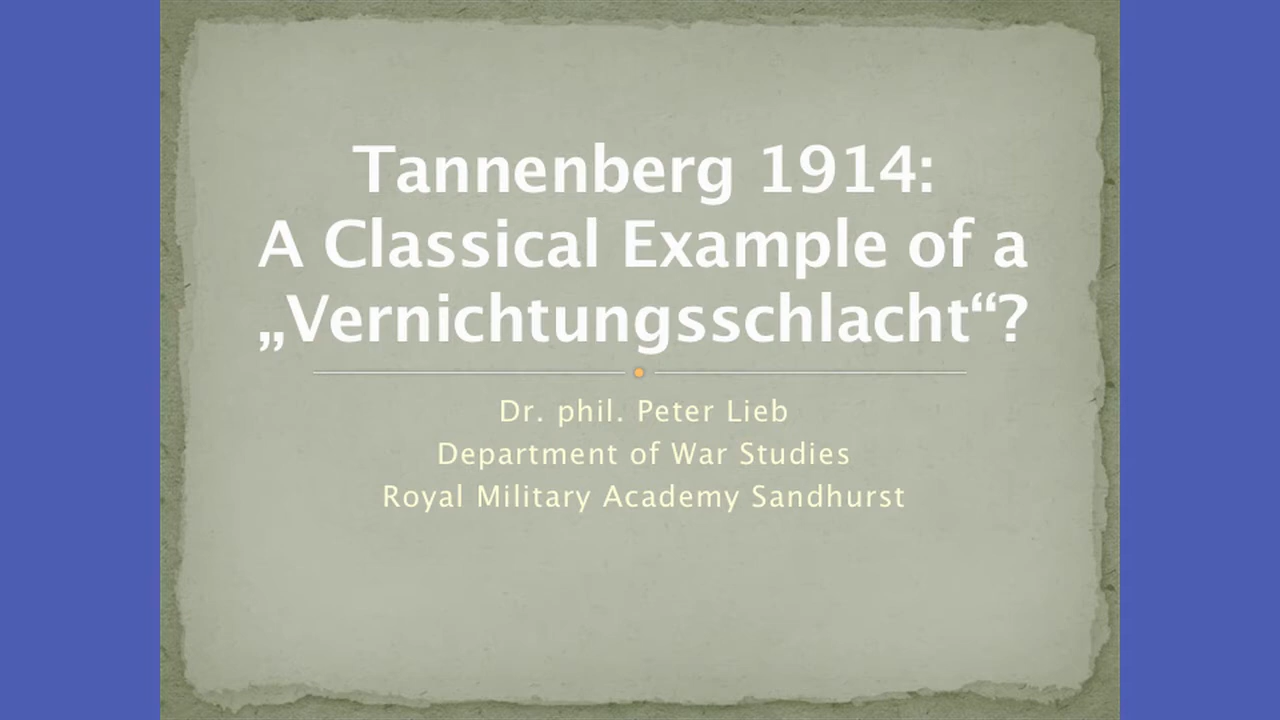 Tannenberg 1914:
A Classical Example of a
„Vernichtungsschlacht“?
Dr. phil. Peter Lieb
Department of War Studies
Royal Military Academy Sandhurst